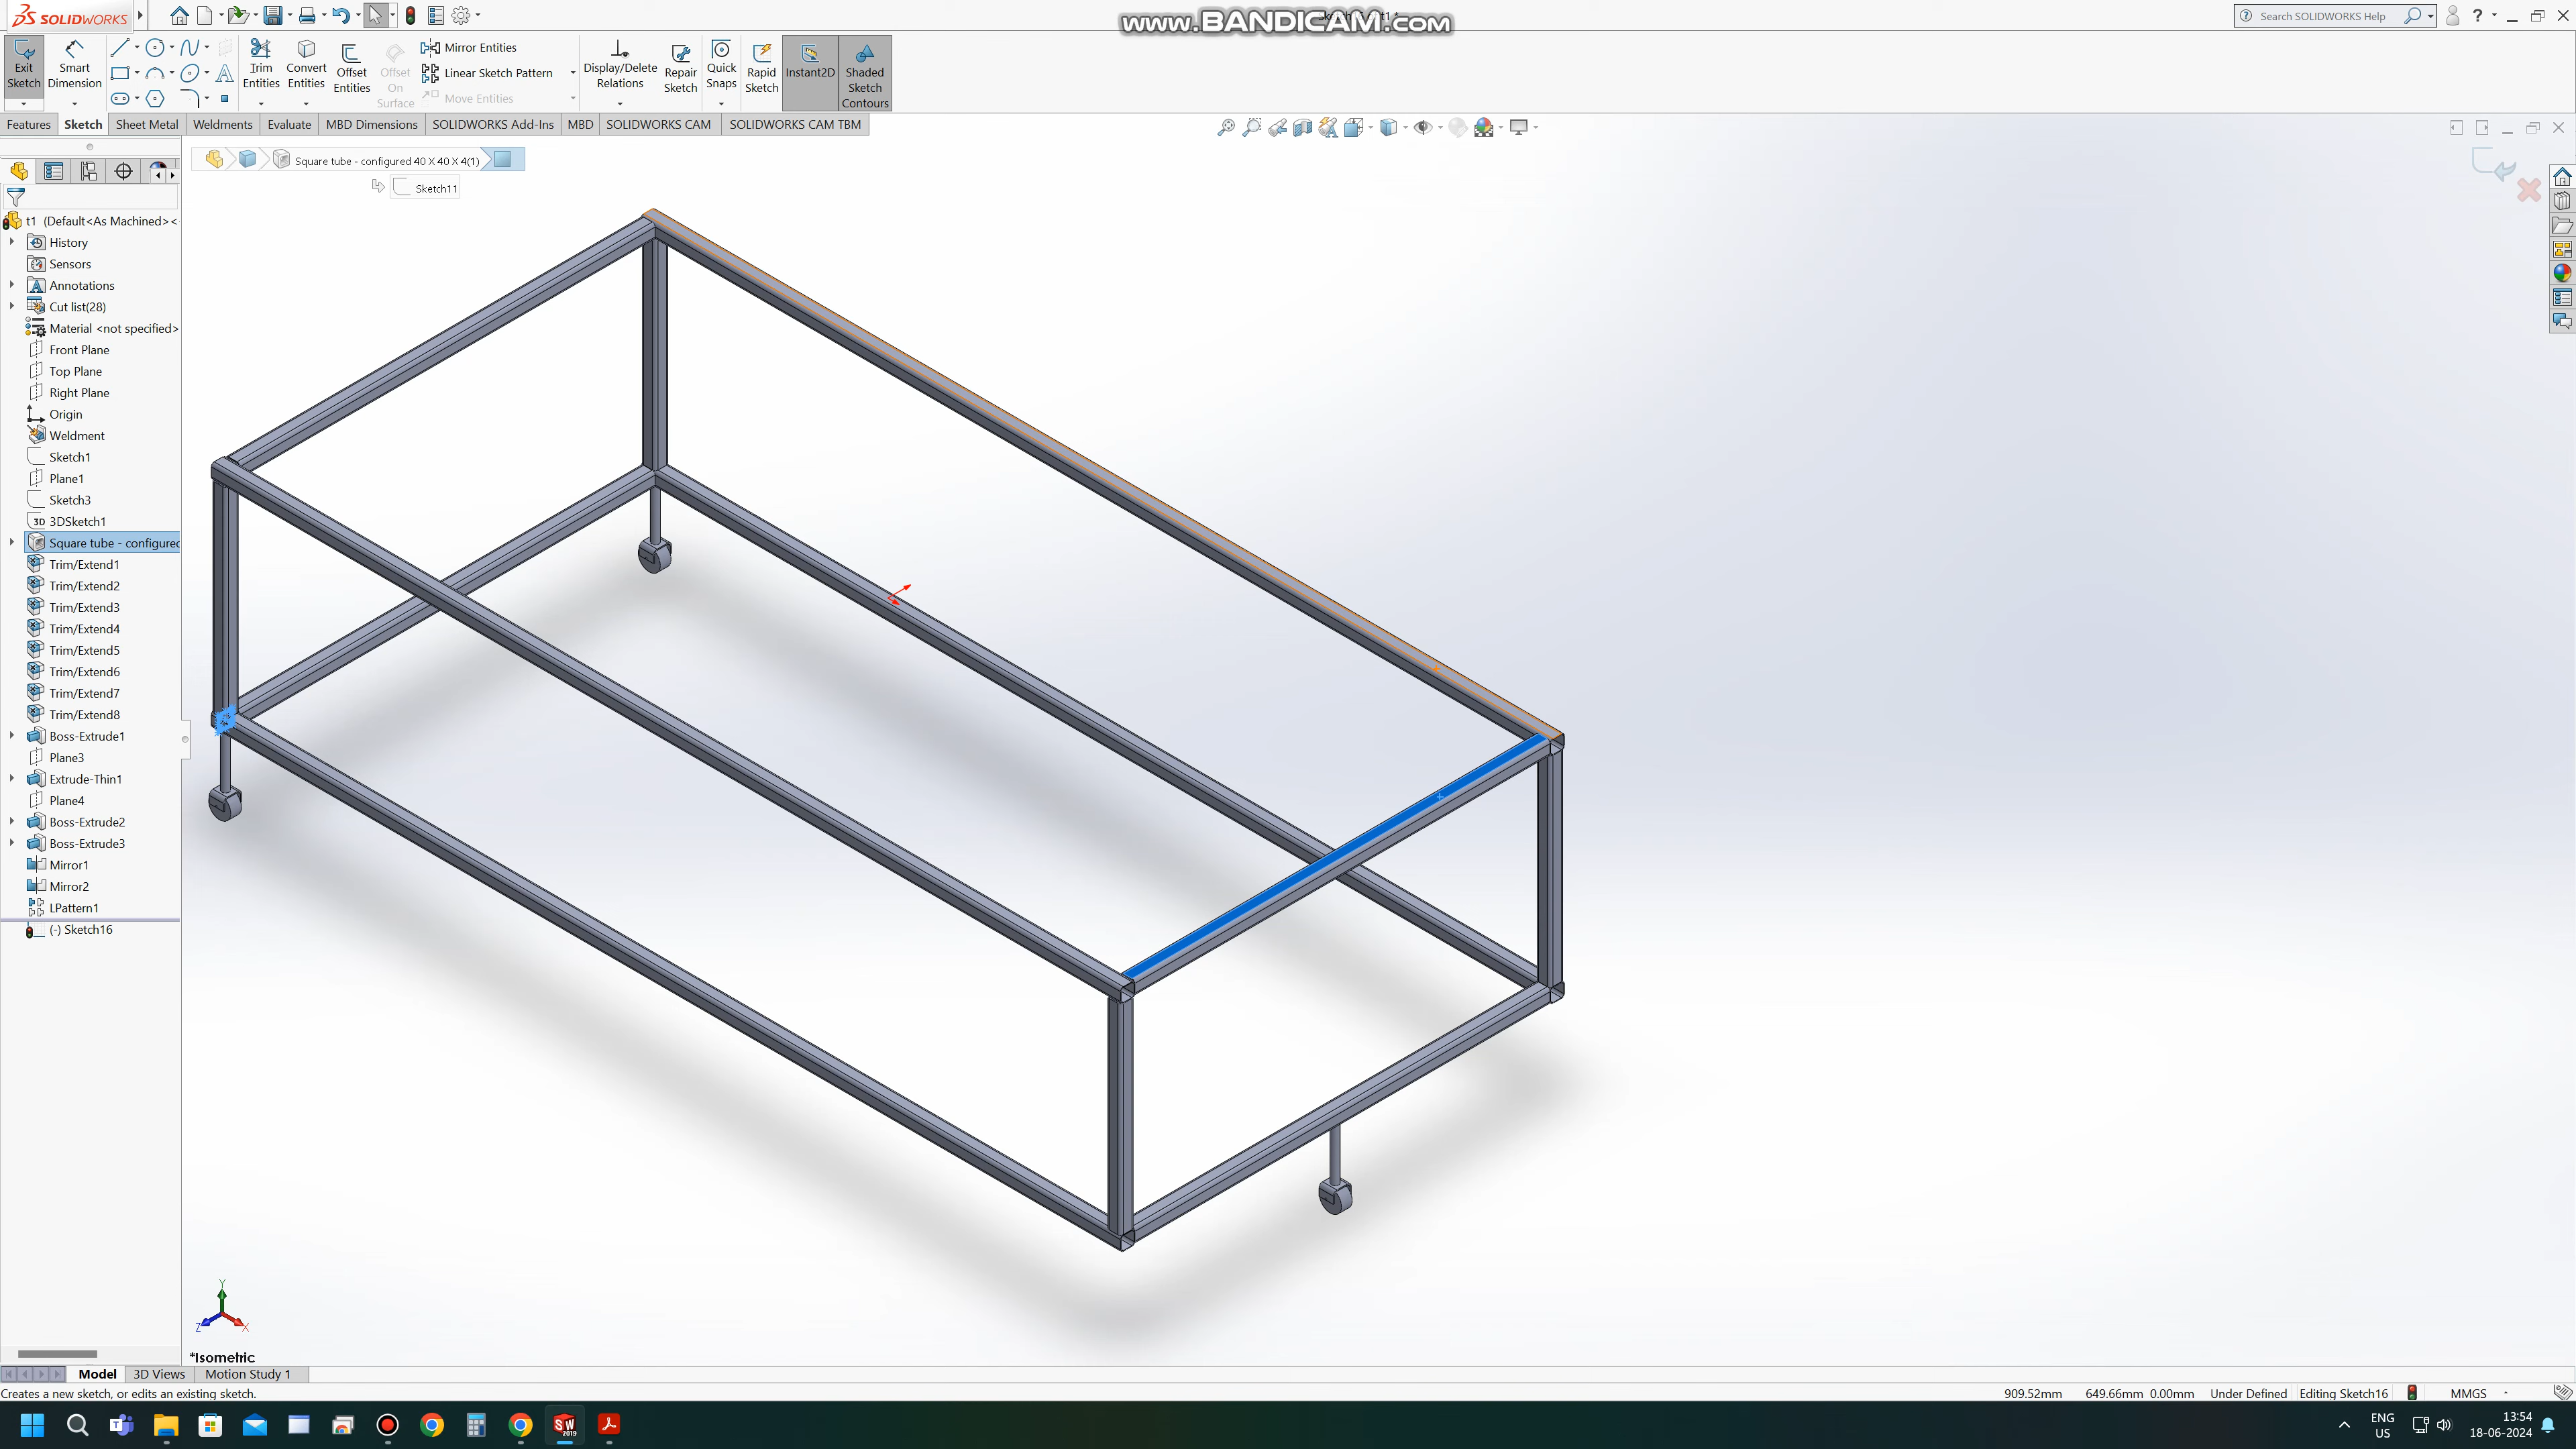 SOLIDWORKS
www.BANDICAM.com
Search SOLIDWORKS Help
Exit Sketch
Smart Dimension
Trim Entities
Convert Entities
Offset Entities
Offset On Surface
Mirror Entities
Linear Sketch Pattern
Move Entities
Display/Delete Relations
Repair Sketch
Quick Snaps
Rapid Sketch
Instant2D
Shaded Sketch Contours
Features
Sketch
Sheet Metal
Weldments
Evaluate
MBD Dimensions
SOLIDWORKS Add-Ins
MBD
SOLIDWORKS CAM
SOLIDWORKS CAM TBM
Square tube - configured 40 X 40 X 4(1)
Sketch11
t1 (Default<As Machined><
History
Sensors
Annotations
Cut list(28)
Material <not specified>
Front Plane
Top Plane
Right Plane
Origin
Weldment
Sketch1
Plane1
Sketch3
3D 3DSketch1
Square tube - configured
Trim/Extend1
Trim/Extend2
Trim/Extend3
Trim/Extend4
Trim/Extend5
Trim/Extend6
Trim/Extend7
Trim/Extend8
Boss-Extrude1
Plane3
Extrude-Thin1
Plane4
Boss-Extrude2
Boss-Extrude3
Mirror1
Mirror2
LPattern1
(-) Sketch16
Y
Z
X
*Isometric
Model
3D Views
Motion Study 1
Creates a new sketch, or edits an existing sketch.
909.52mm
649.66mm 0.00mm
Under Defined
Editing Sketch16
MMGS
SW
2019
ENG
US
13:54
18-06-2024